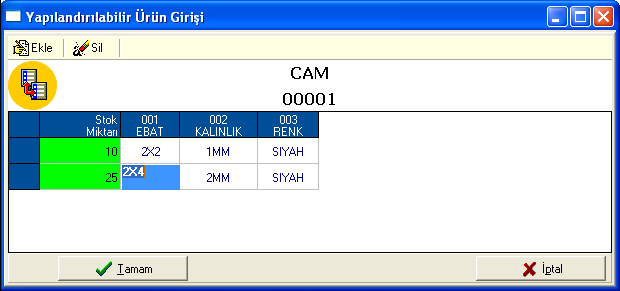 Yapılandırılabilir Ürün Girişi
Ekle Sil
CAM
00001
Stok Miktarı 001 EBAT 002 KALINLIK 003 RENK
10 2X2 1MM SIYAH
25 2X4 2MM SIYAH
Tamam İptal